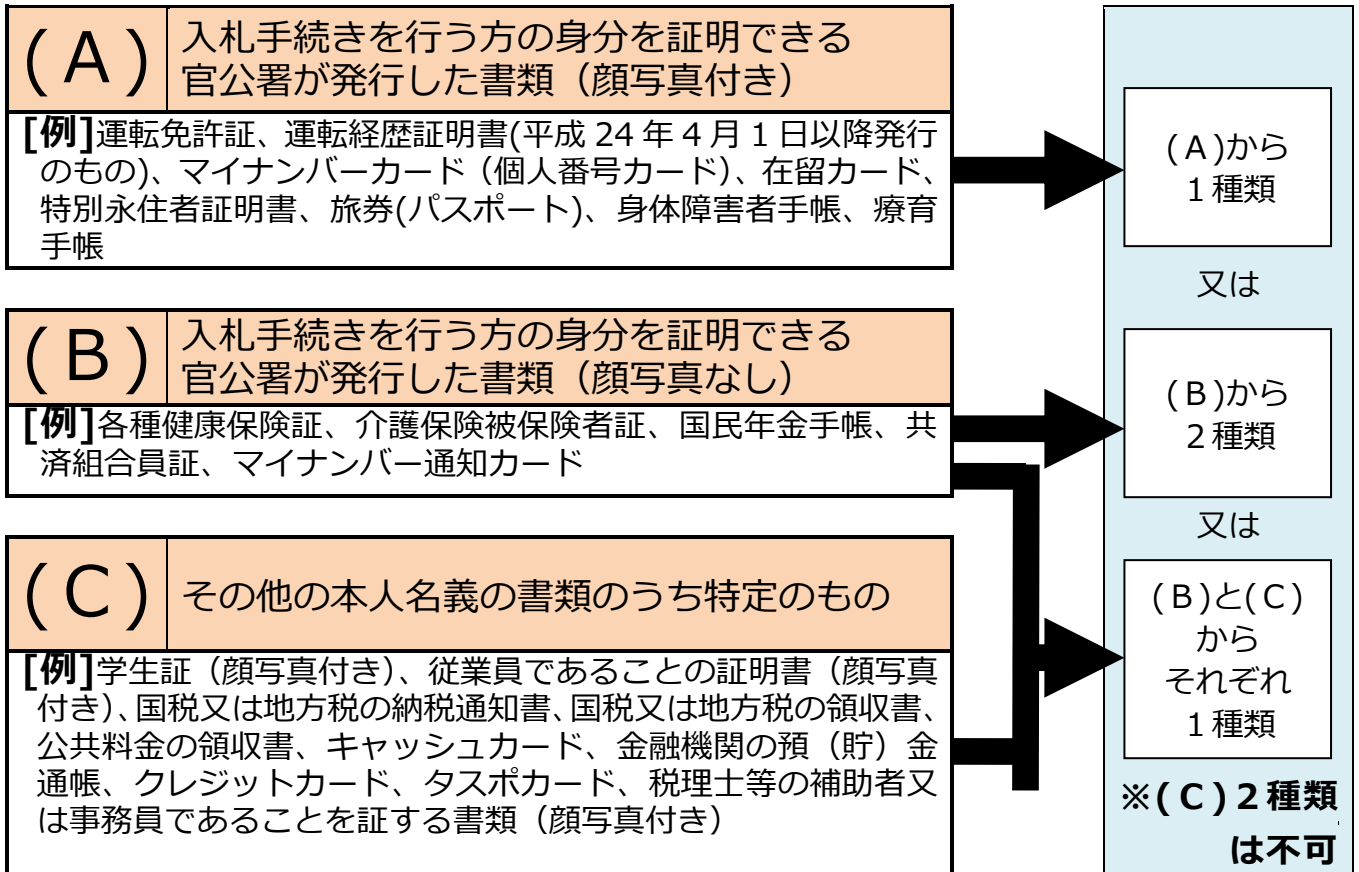 (A)
入札手続きを行う方の身分を証明できる
官公署が発行した書類（顔写真付き）
[例]運転免許証、運転経歴証明書(平成 24 年 4 月 1 日以降発行
のもの)、マイナンバーカード（個人番号カード）、在留カード、
特別永住者証明書、旅券(パスポート)、身体障害者手帳、療育
手帳
(A)から
１種類
又は
(B)
入札手続きを行う方の身分を証明できる
官公署が発行した書類（顔写真なし）
[例]各種健康保険証、介護保険被保険者証、国民年金手帳、共
済組合員証、マイナンバー通知カード
(B)から
２種類
又は
(C)
その他の本人名義の書類のうち特定のもの
[例]学生証（顔写真付き）、従業員であることの証明書（顔写真
付き）、国税又は地方税の納税通知書、国税又は地方税の領収書、
公共料金の領収書、キャッシュカード、金融機関の預（貯）金
通帳、クレジットカード、タスポカード、税理士等の補助者又
は事務員であることを証する書類（顔写真付き）
(B)と(C)
から
それぞれ
１種類
※(C)２種類
は不可